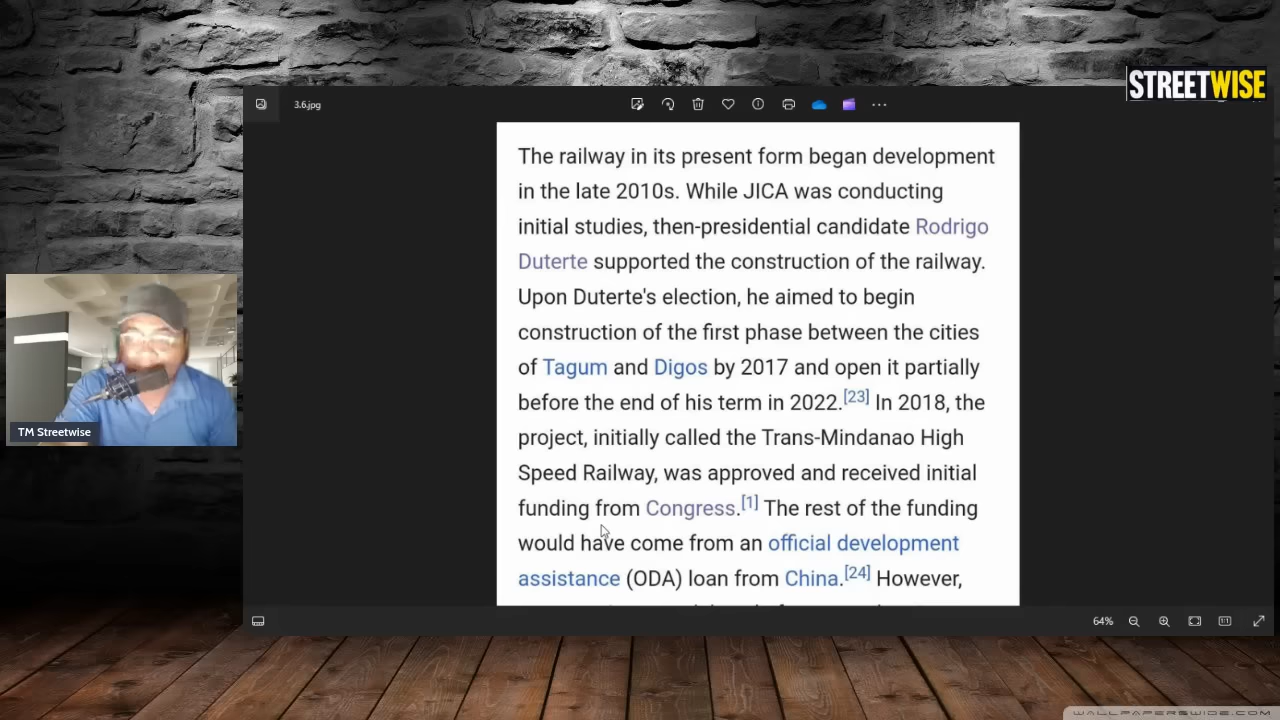 STREETWISE
3.6.jpg
The railway in its present form began development
in the late 2010s. While JICA was conducting
initial studies, then-presidential candidate Rodrigo
Duterte supported the construction of the railway.
Upon Duterte's election, he aimed to begin
construction of the first phase between the cities
of Tagum and Digos by 2017 and open it partially
before the end of his term in 2022.[23] In 2018, the
project, initially called the Trans-Mindanao High
Speed Railway, was approved and received initial
funding from Congress.[1] The rest of the funding
would have come from an official development
assistance (ODA) loan from China.[24] However,
TM Streetwise
64%
WALLPAPERSWIDE.COM